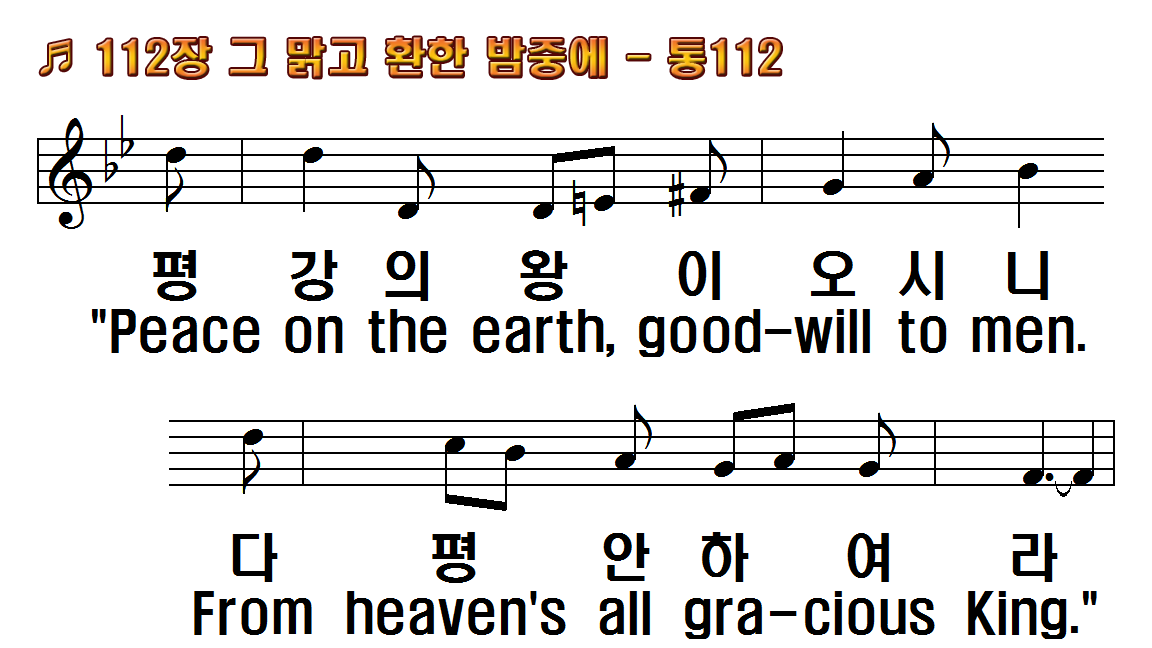 ♬ 112장 그 맑고 환한 밤중에 - 통112
평 강 의 왕 이 오 시 니
"Peace on the earth, good-will to men.
다 평 안 하 여 라
From heaven's all gra-cious King."